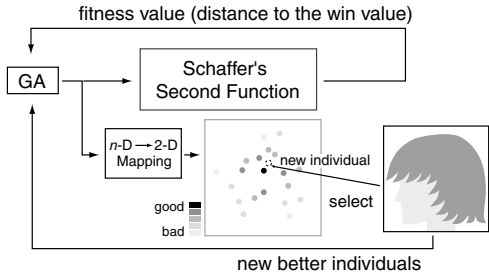 fitness value (distance to the win value)
GA
Schaffer's
Second Function
n-D → 2-D
Mapping
new individual
select
good
bad
new better individuals